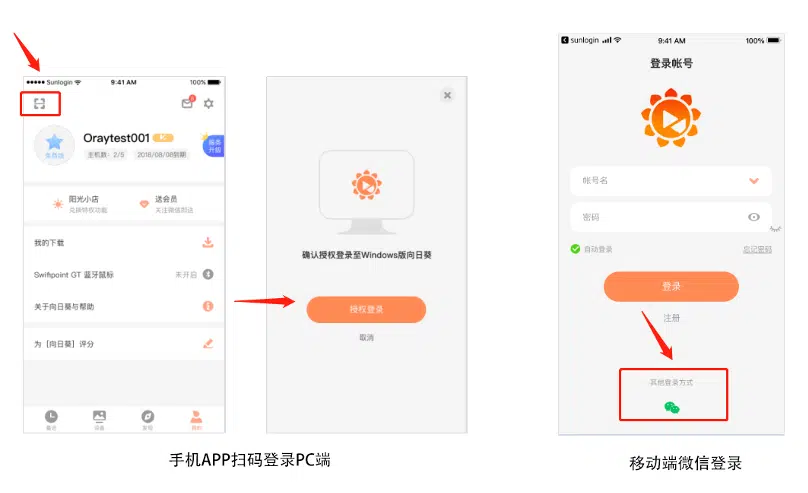 Sunlogin
9:41 AM
100%
Oraytest001
免费版
主机数: 2/5
2016/08/08到期
服务
升级
阳光小店
兑换特权功能
送会员
关注微信到店
我的下载
Swiftpoint GT 蓝牙鼠标
未开启
关于向日葵与帮助
为［向日葵］评分
发现
我的
确认授权登录至Windows版向日葵
授权登录
取消
手机APP扫码登录PC端
sunlogin
9:41 AM
100%
登录帐号
帐号名
密码
自动登录
忘记密码
登录
注册
其他登录方式
移动端微信登录